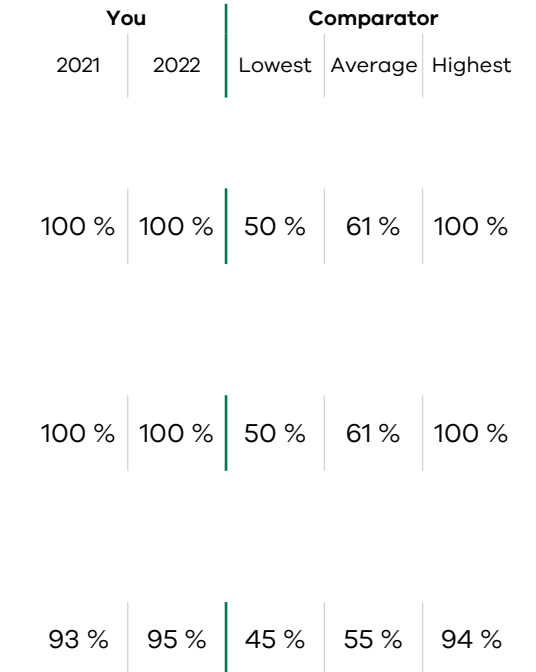 You Comparator
2021 2022 Lowest Average Highest
100 % 100 % 50 % 61 % 100 %
100 % 100 % 50 % 61 % 100 %
93 % 95 % 45 % 55 % 94 %